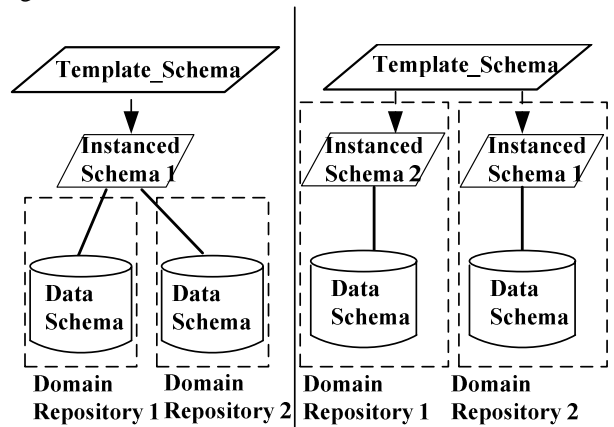 Template_Schema
Instanced
Schema 1
Data
Schema
Data
Schema
Domain
Repository 1
Domain
Repository 2
Template_Schema
Instanced
Schema 2
Instanced
Schema 1
Data
Schema
Data
Schema
Domain
Repository 1
Domain
Repository 2